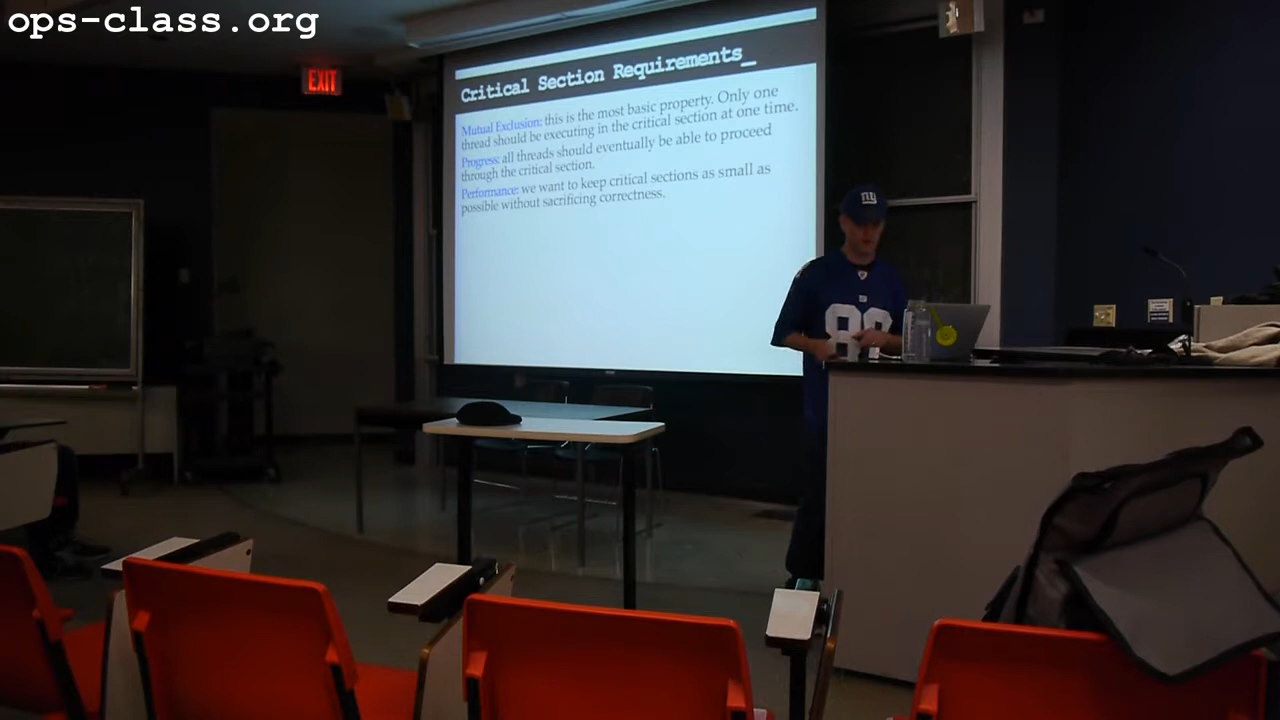 ops-class.org
EXIT
Critical Section Requirements_
Mutual Exclusion: this is the most basic property. Only one
thread should be executing in the critical section at one time.
Progress: all threads should eventually be able to proceed
through the critical section.
Performance: we want to keep critical sections as small as
possible without sacrificing correctness.
ny